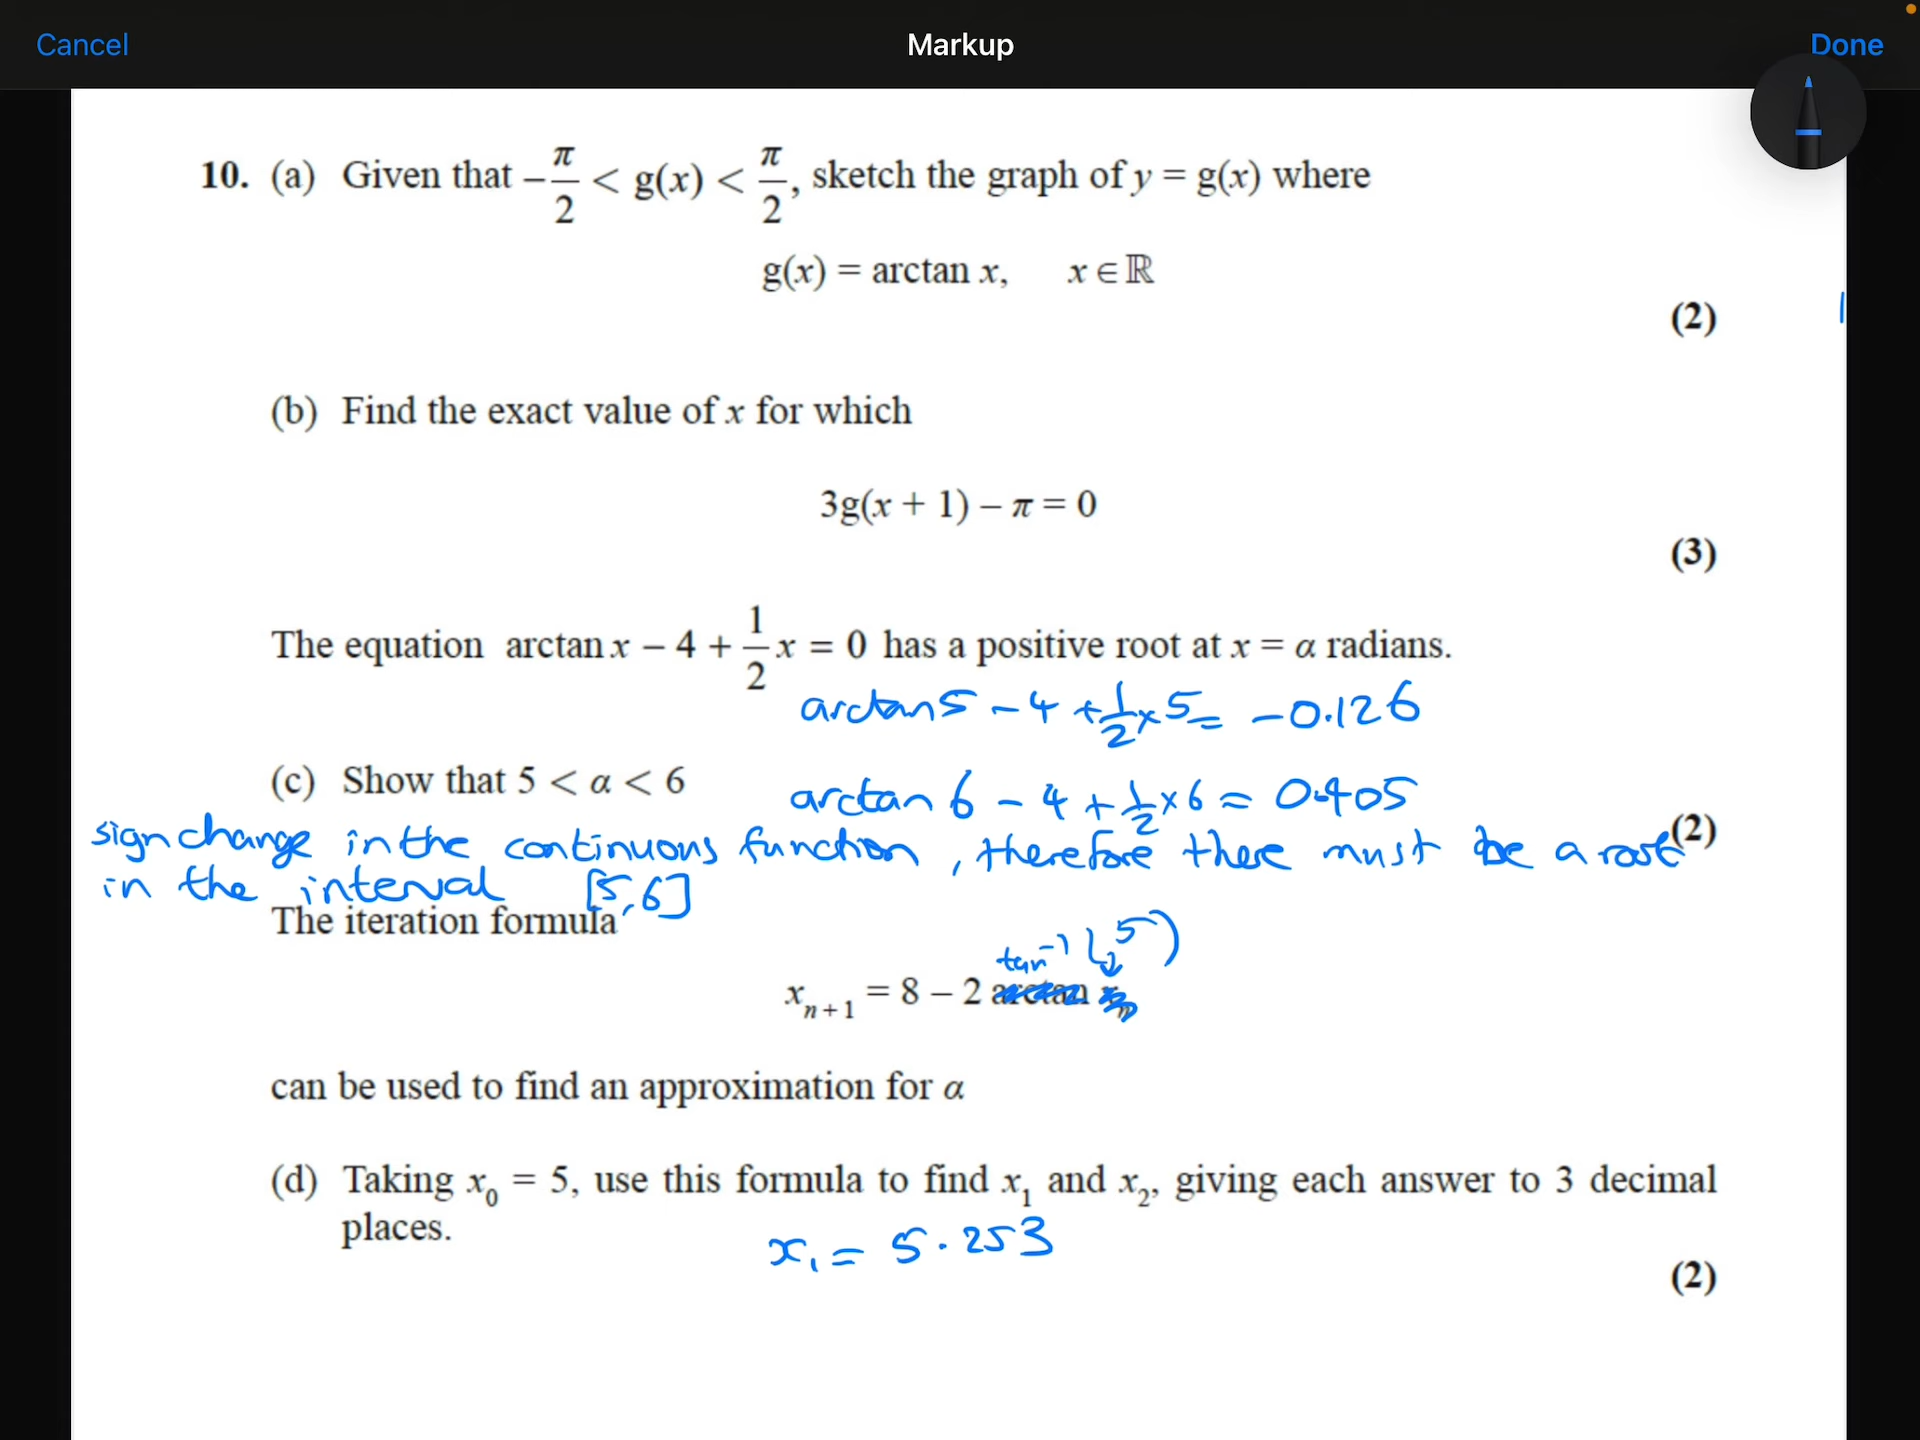 Cancel
Markup
Done
10. (a) Given that −π/2 < g(x) < π/2, sketch the graph of y = g(x) where
g(x) = arctan x, x ∈ ℝ
(2)
(b) Find the exact value of x for which
3g(x + 1) − π = 0
(3)
The equation arctan x − 4 + 1/2 x = 0 has a positive root at x = α radians.
arctan 5 − 4 + 1/2 × 5 = −0.126
(c) Show that 5 < α < 6
arctan 6 − 4 + 1/2 × 6 = 0.405
(2)
sign change in the continuous function, therefore there must be a root
in the interval [5,6]
The iteration formula
tan⁻¹(5)
xₙ₊₁ = 8 − 2 arctan xₙ
can be used to find an approximation for α
(d) Taking x₀ = 5, use this formula to find x₁ and x₂, giving each answer to 3 decimal
places.
x₁ = 5.253
(2)